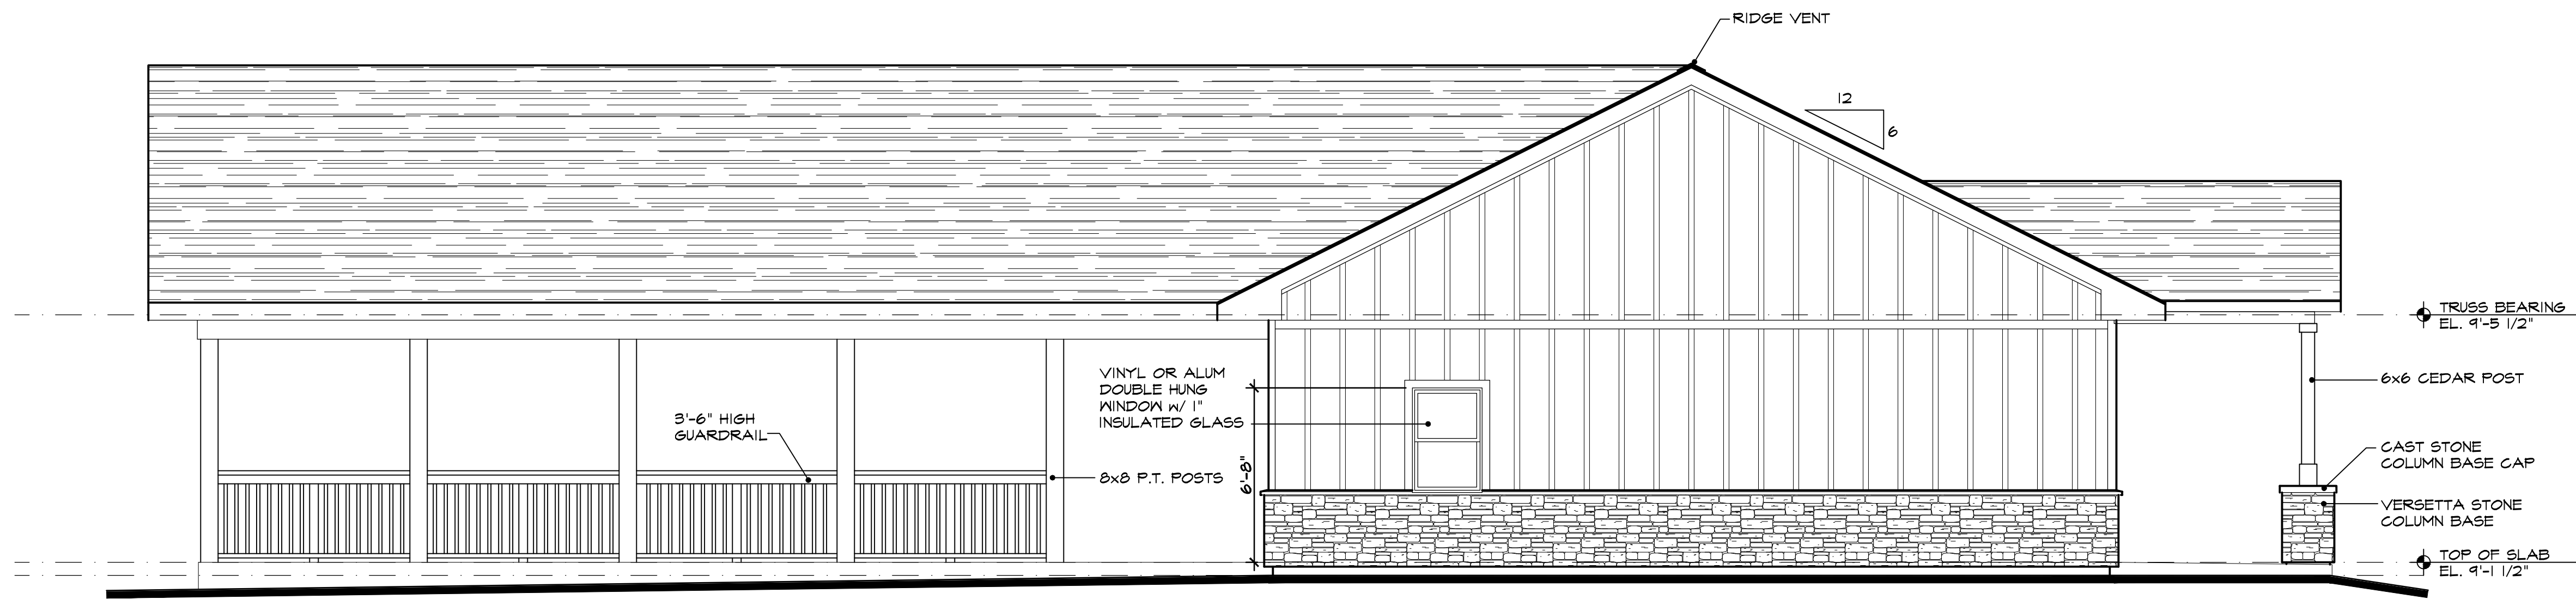 RIDGE VENT
12
6
TRUSS BEARING
EL. 9'-5 1/2"
VINYL OR ALUM
DOUBLE HUNG
WINDOW w/ 1"
INSULATED GLASS
6x6 CEDAR POST
3'-6" HIGH
GUARDRAIL
CAST STONE
COLUMN BASE CAP
8x8 P.T. POSTS
6'-8"
VERSETTA STONE
COLUMN BASE
TOP OF SLAB
EL. 9'-1 1/2"